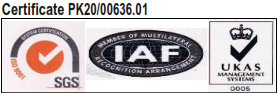 Certificate PK20/00636.01
SYSTEM CERTIFICATION
ISO 9001
SGS
MEMBER OF MULTILATERAL
IAF
RECOGNITION ARRANGEMENT
UKAS
MANAGEMENT
SYSTEMS
0005